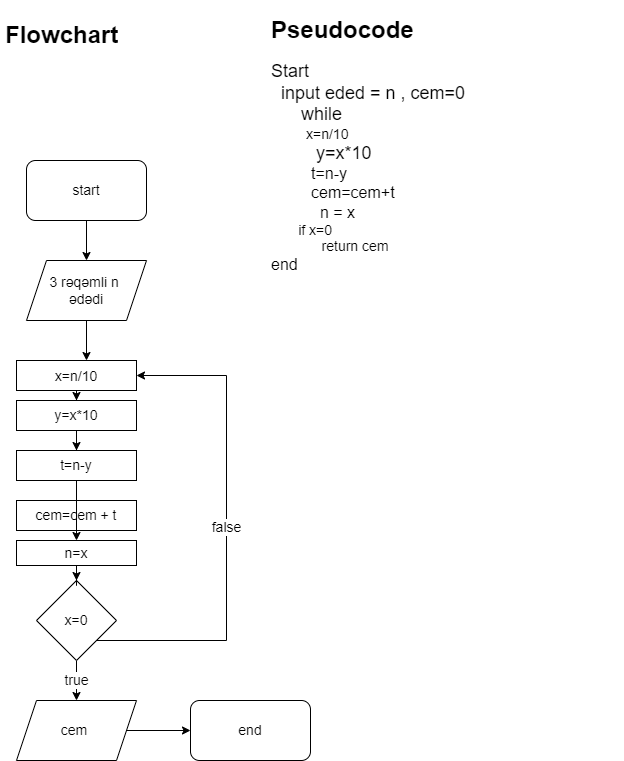 Flowchart
start
3 rəqəmli n
ədədi
x=n/10
y=x*10
t=n-y
cem=cem + t
n=x
x=0
false
true
cem
end
Pseudocode
Start
input eded = n , cem=0
while
x=n/10
y=x*10
t=n-y
cem=cem+t
n = x
if x=0
return cem
end